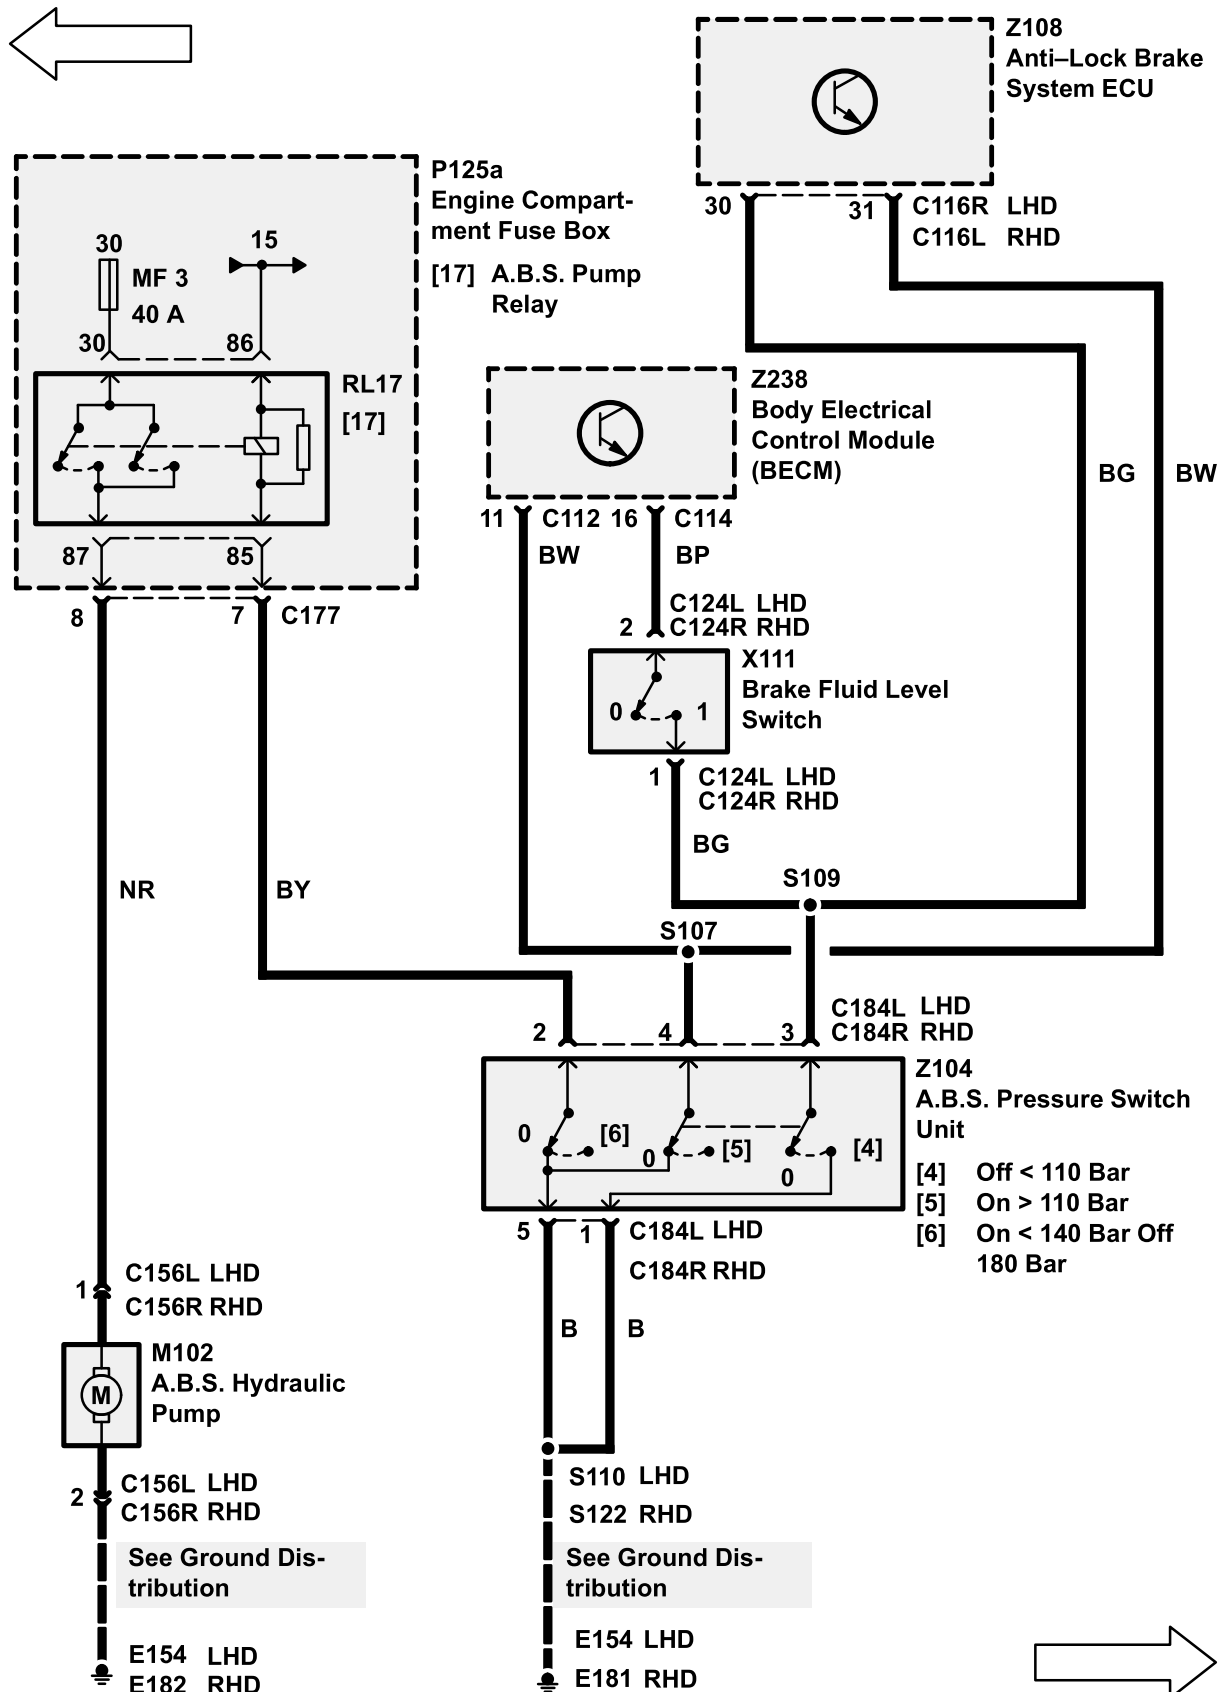 Z108
Anti–Lock Brake
System ECU
30
31
C116R LHD
C116L RHD
P125a
Engine Compart-
ment Fuse Box
[17] A.B.S. Pump
Relay
30
15
MF 3
40 A
30
86
RL17
[17]
87
85
8
7
C177
Z238
Body Electrical
Control Module
(BECM)
BG
BW
11
C112
16
C114
BW
BP
C124L LHD
2
C124R RHD
X111
Brake Fluid Level
Switch
0
1
1
C124L LHD
C124R RHD
BG
NR
BY
S109
S107
C184L LHD
2
4
3
C184R RHD
Z104
A.B.S. Pressure Switch
Unit
0
[6]
0
[5]
0
[4]
[4] Off < 110 Bar
[5] On > 110 Bar
[6] On < 140 Bar Off
180 Bar
5
1
C184L LHD
C184R RHD
C156L LHD
1
C156R RHD
B
B
M102
A.B.S. Hydraulic
Pump
M
C156L LHD
2
C156R RHD
S110 LHD
S122 RHD
See Ground Dis-
tribution
See Ground Dis-
tribution
E154 LHD
E182 RHD
E154 LHD
E181 RHD